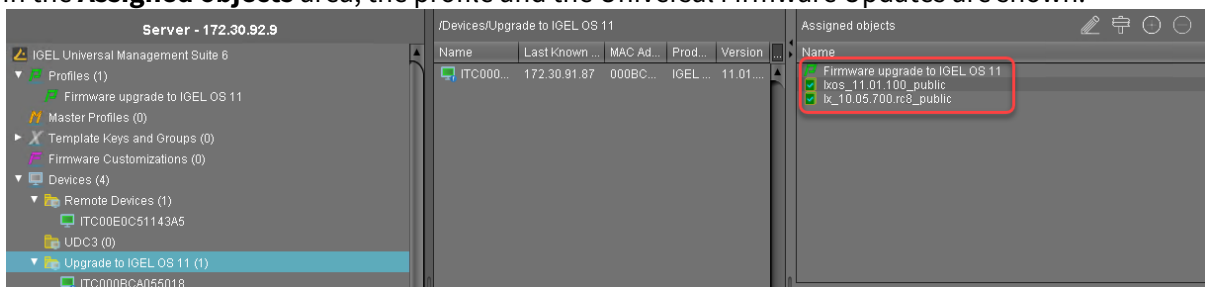 In the Assigned objects area, the profile and the Universal Firmware Updates are shown.
Server - 172.30.92.9
IGEL Universal Management Suite 6
Profiles (1)
Firmware upgrade to IGEL OS 11
Master Profiles (0)
Template Keys and Groups (0)
Firmware Customizations (0)
Devices (4)
Remote Devices (1)
ITC00E0C51143A5
UDC3 (0)
Upgrade to IGEL OS 11 (1)
ITC000BCA055018
/Devices/Upgrade to IGEL OS 11
Name Last Known ... MAC Ad... Prod... Version ...
ITC000... 172.30.91.87 000BC... IGEL ... 11.01....
Assigned objects
Name
Firmware upgrade to IGEL OS 11
lxos_11.01.100_public
lx_10.05.700.rc8_public